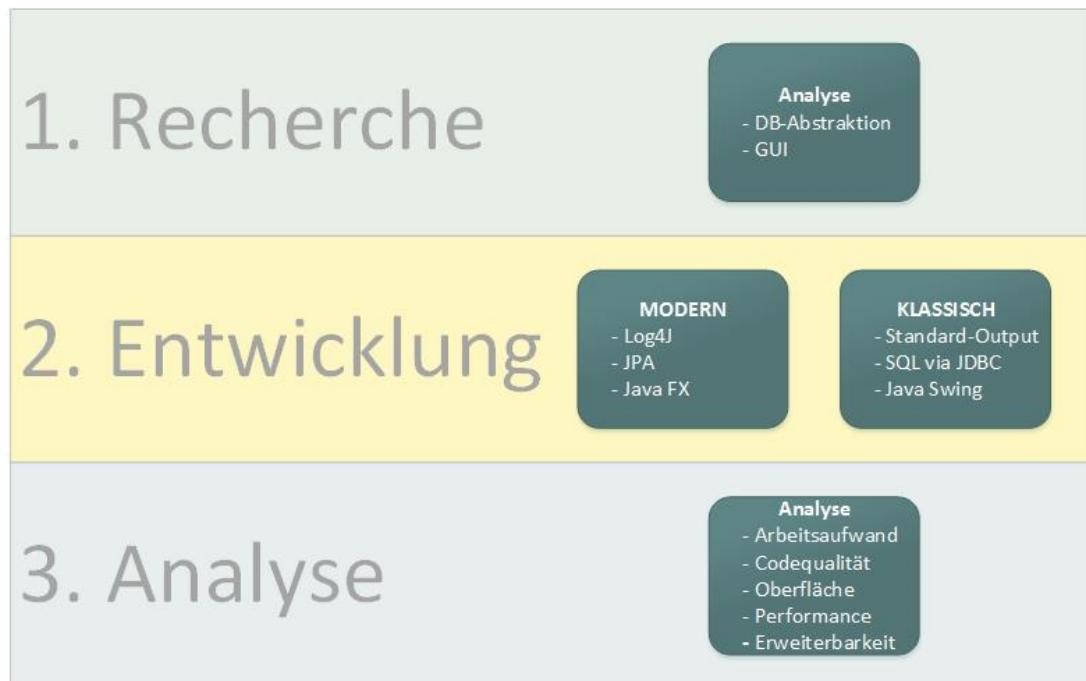 1. Recherche
Analyse
- DB-Abstraktion
- GUI
2. Entwicklung
MODERN
- Log4J
- JPA
- Java FX
KLASSISCH
- Standard-Output
- SQL via JDBC
- Java Swing
3. Analyse
Analyse
- Arbeitsaufwand
- Codequalität
- Oberfläche
- Performance
- Erweiterbarkeit